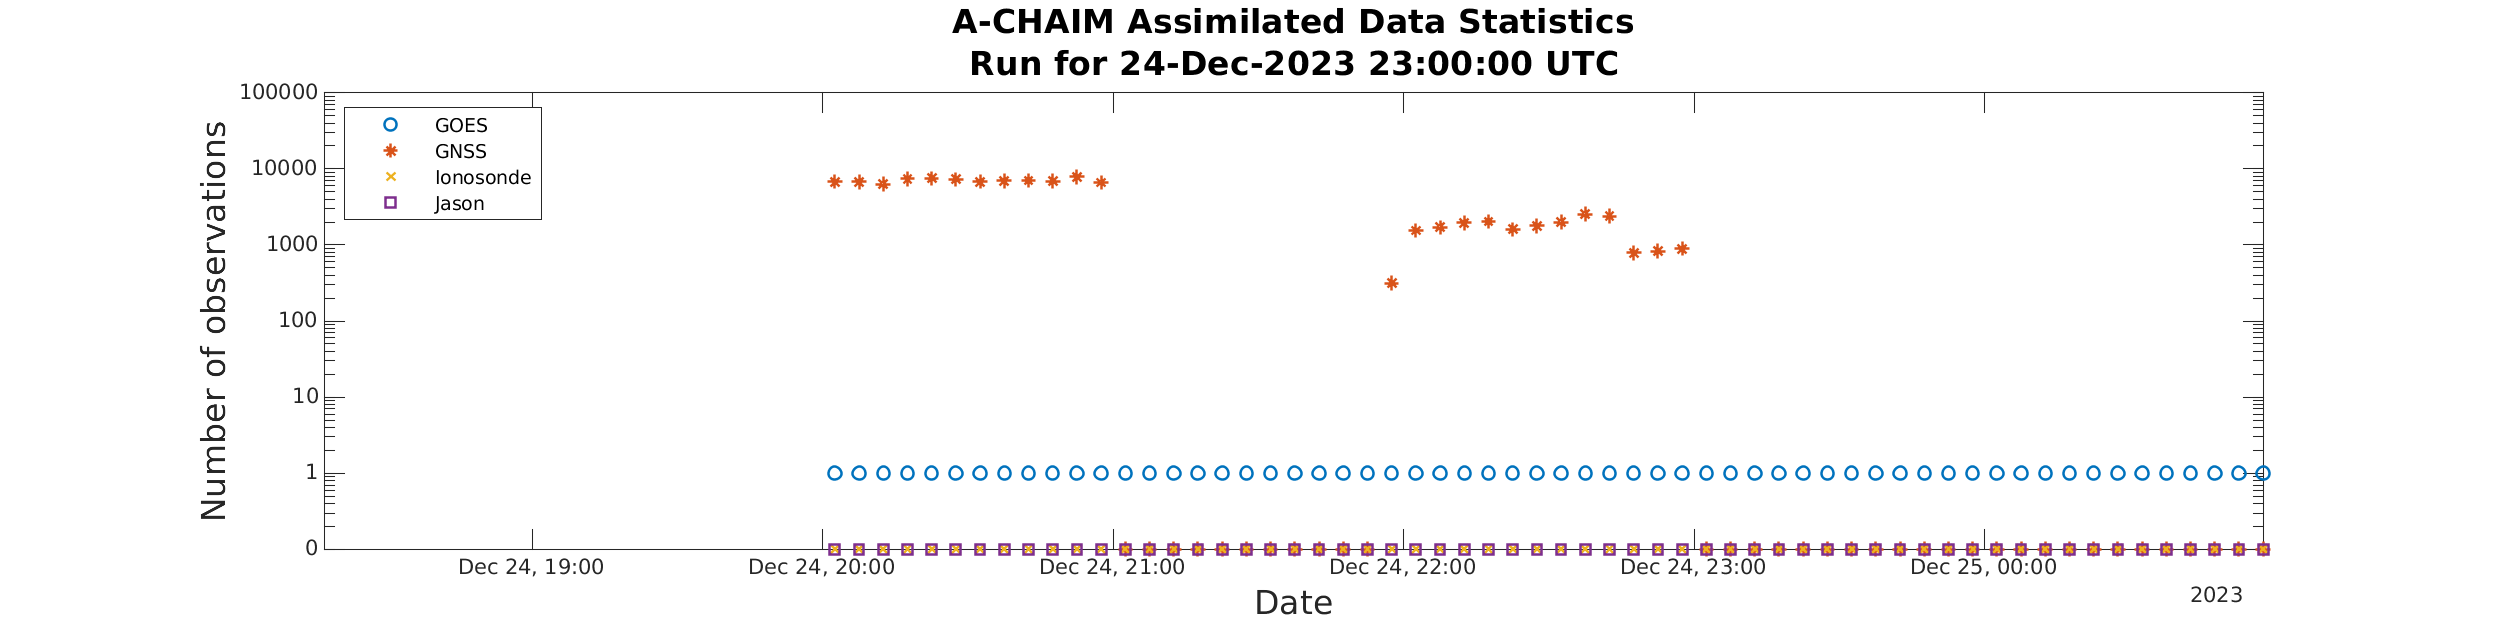 A-CHAIM Assimilated Data Statistics
Run for 24-Dec-2023 23:00:00 UTC
100000
10000
1000
100
10
1
0
Number of observations
GOES
GNSS
Ionosonde
Jason
Dec 24, 19:00
Dec 24, 20:00
Dec 24, 21:00
Dec 24, 22:00
Dec 24, 23:00
Dec 25, 00:00
2023
Date